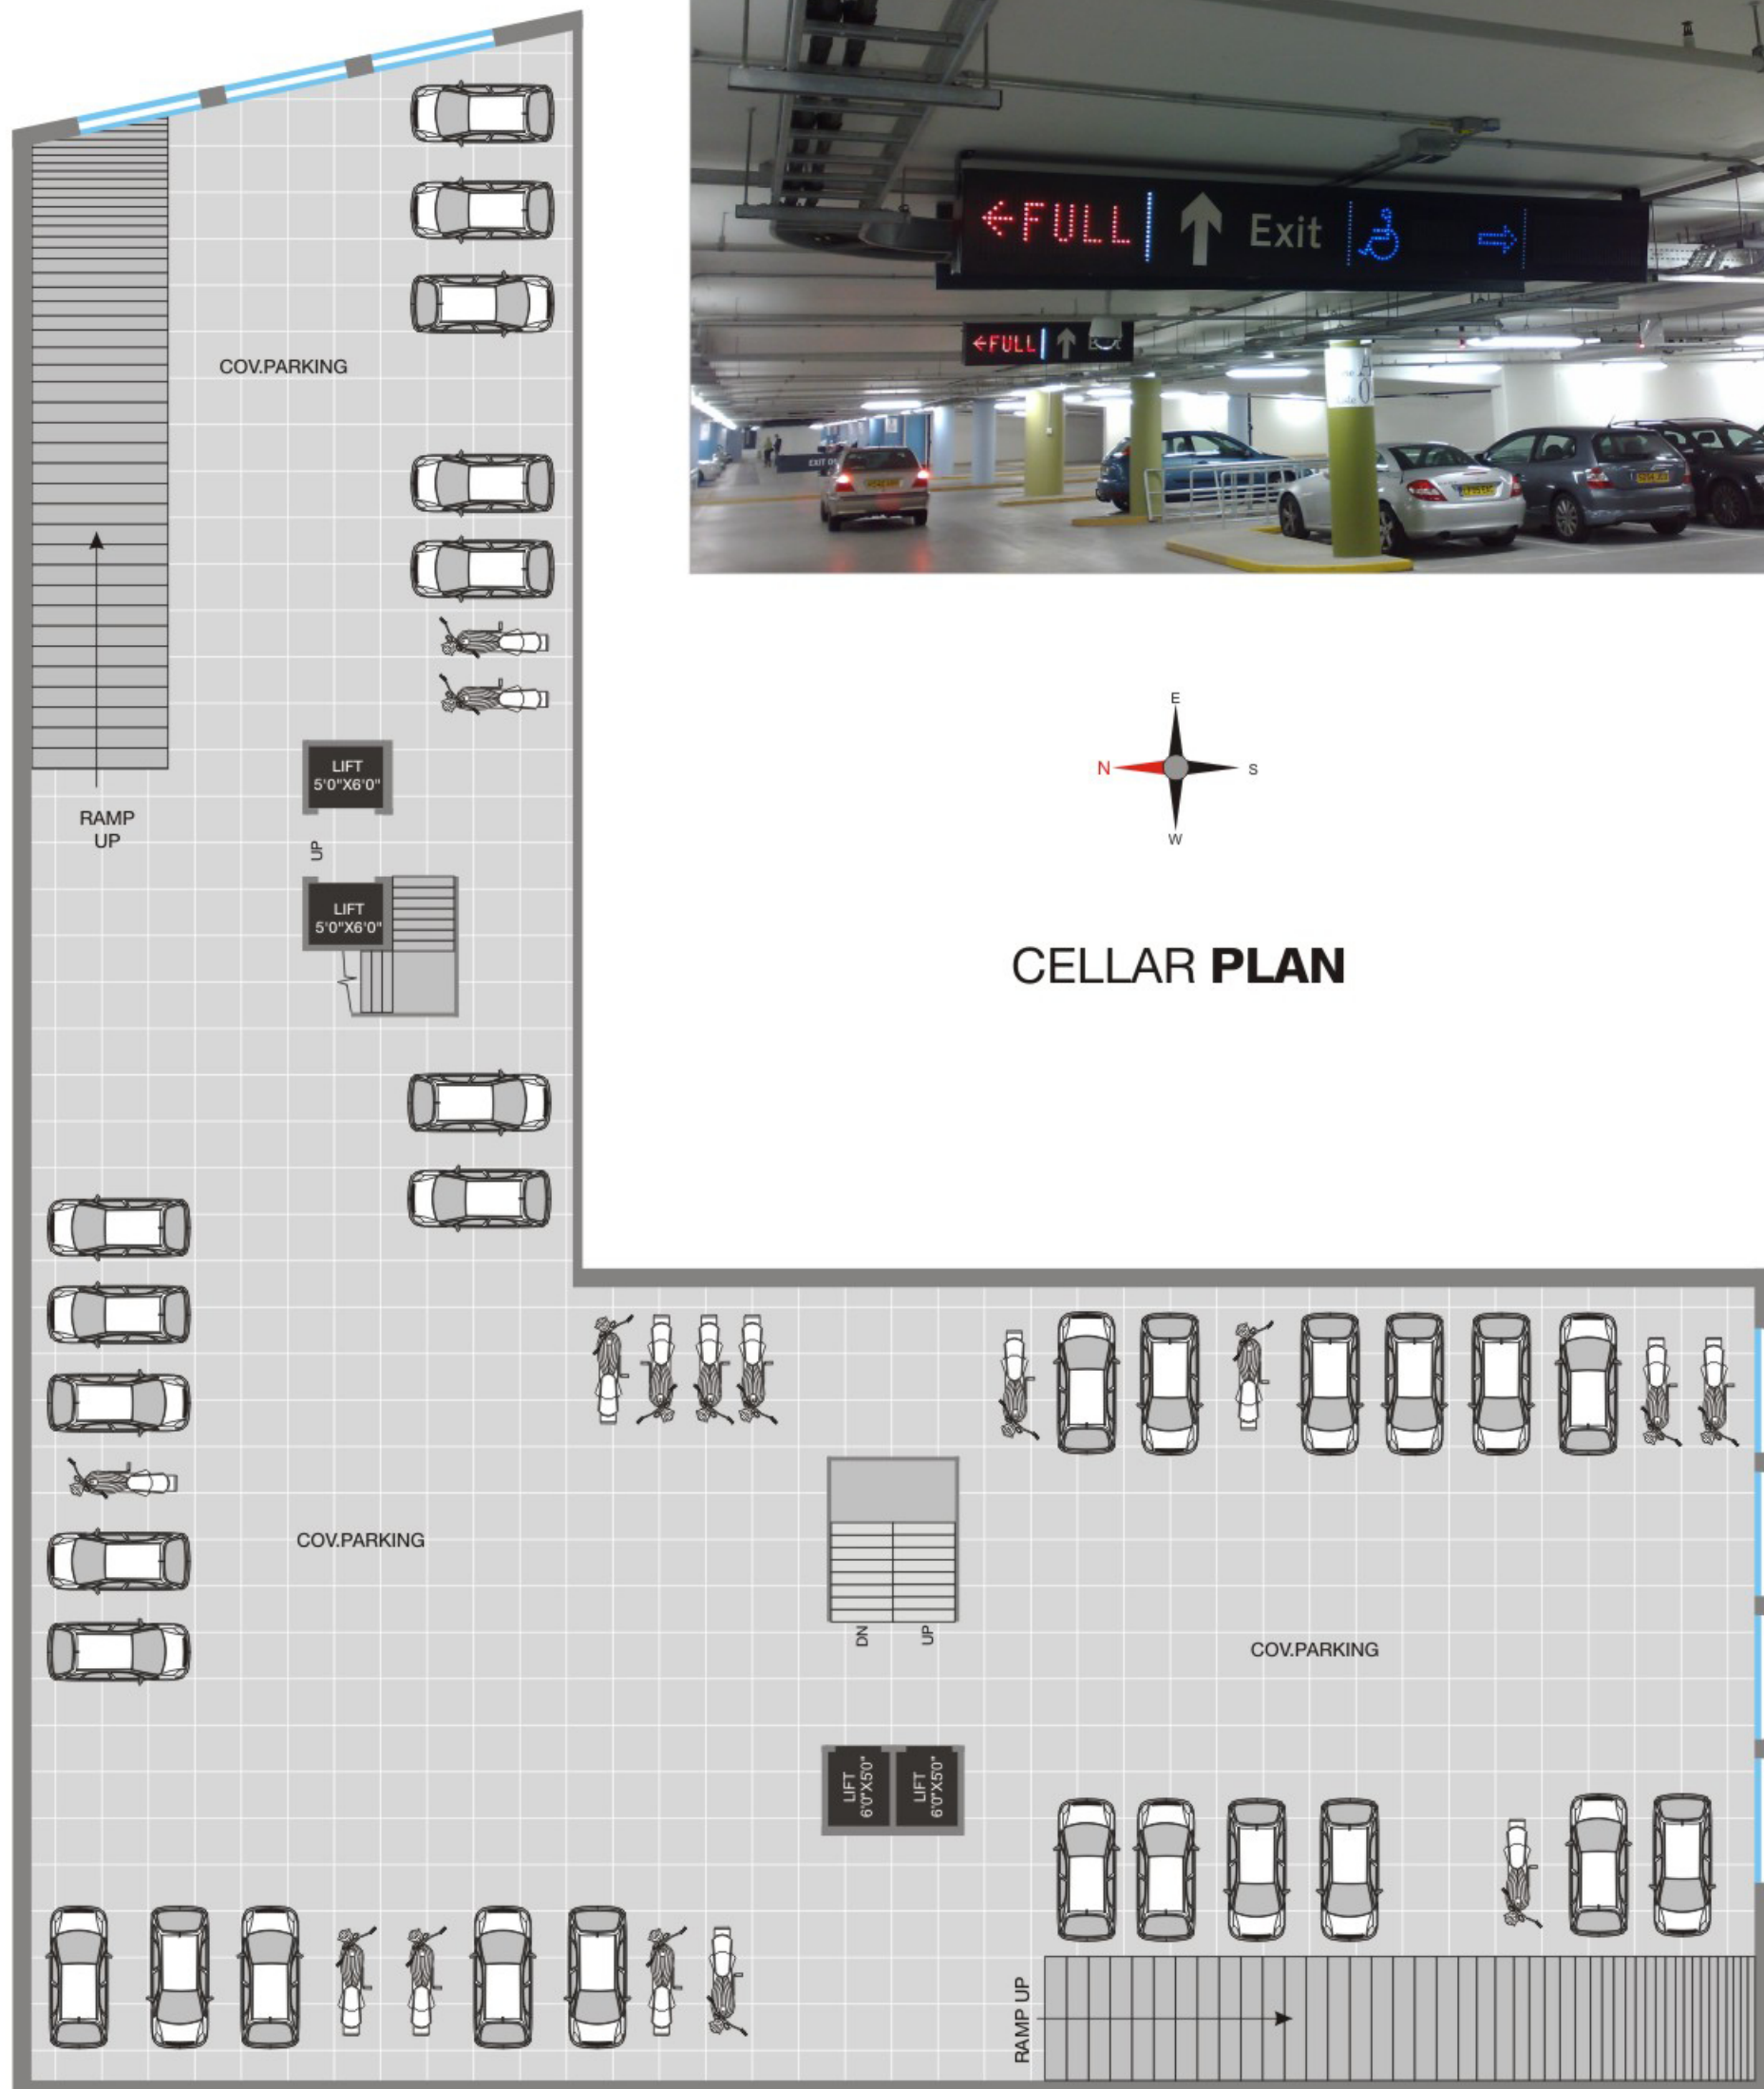 ←FULL
↑ Exit
→
←FULL
↑
COV.PARKING
E
N
S
W
LIFT
5'0"X6'0"
RAMP
UP
UP
LIFT
5'0"X6'0"
CELLAR PLAN
COV.PARKING
DN
UP
COV.PARKING
LIFT
6'0"X5'0"
LIFT
6'0"X5'0"
RAMP UP